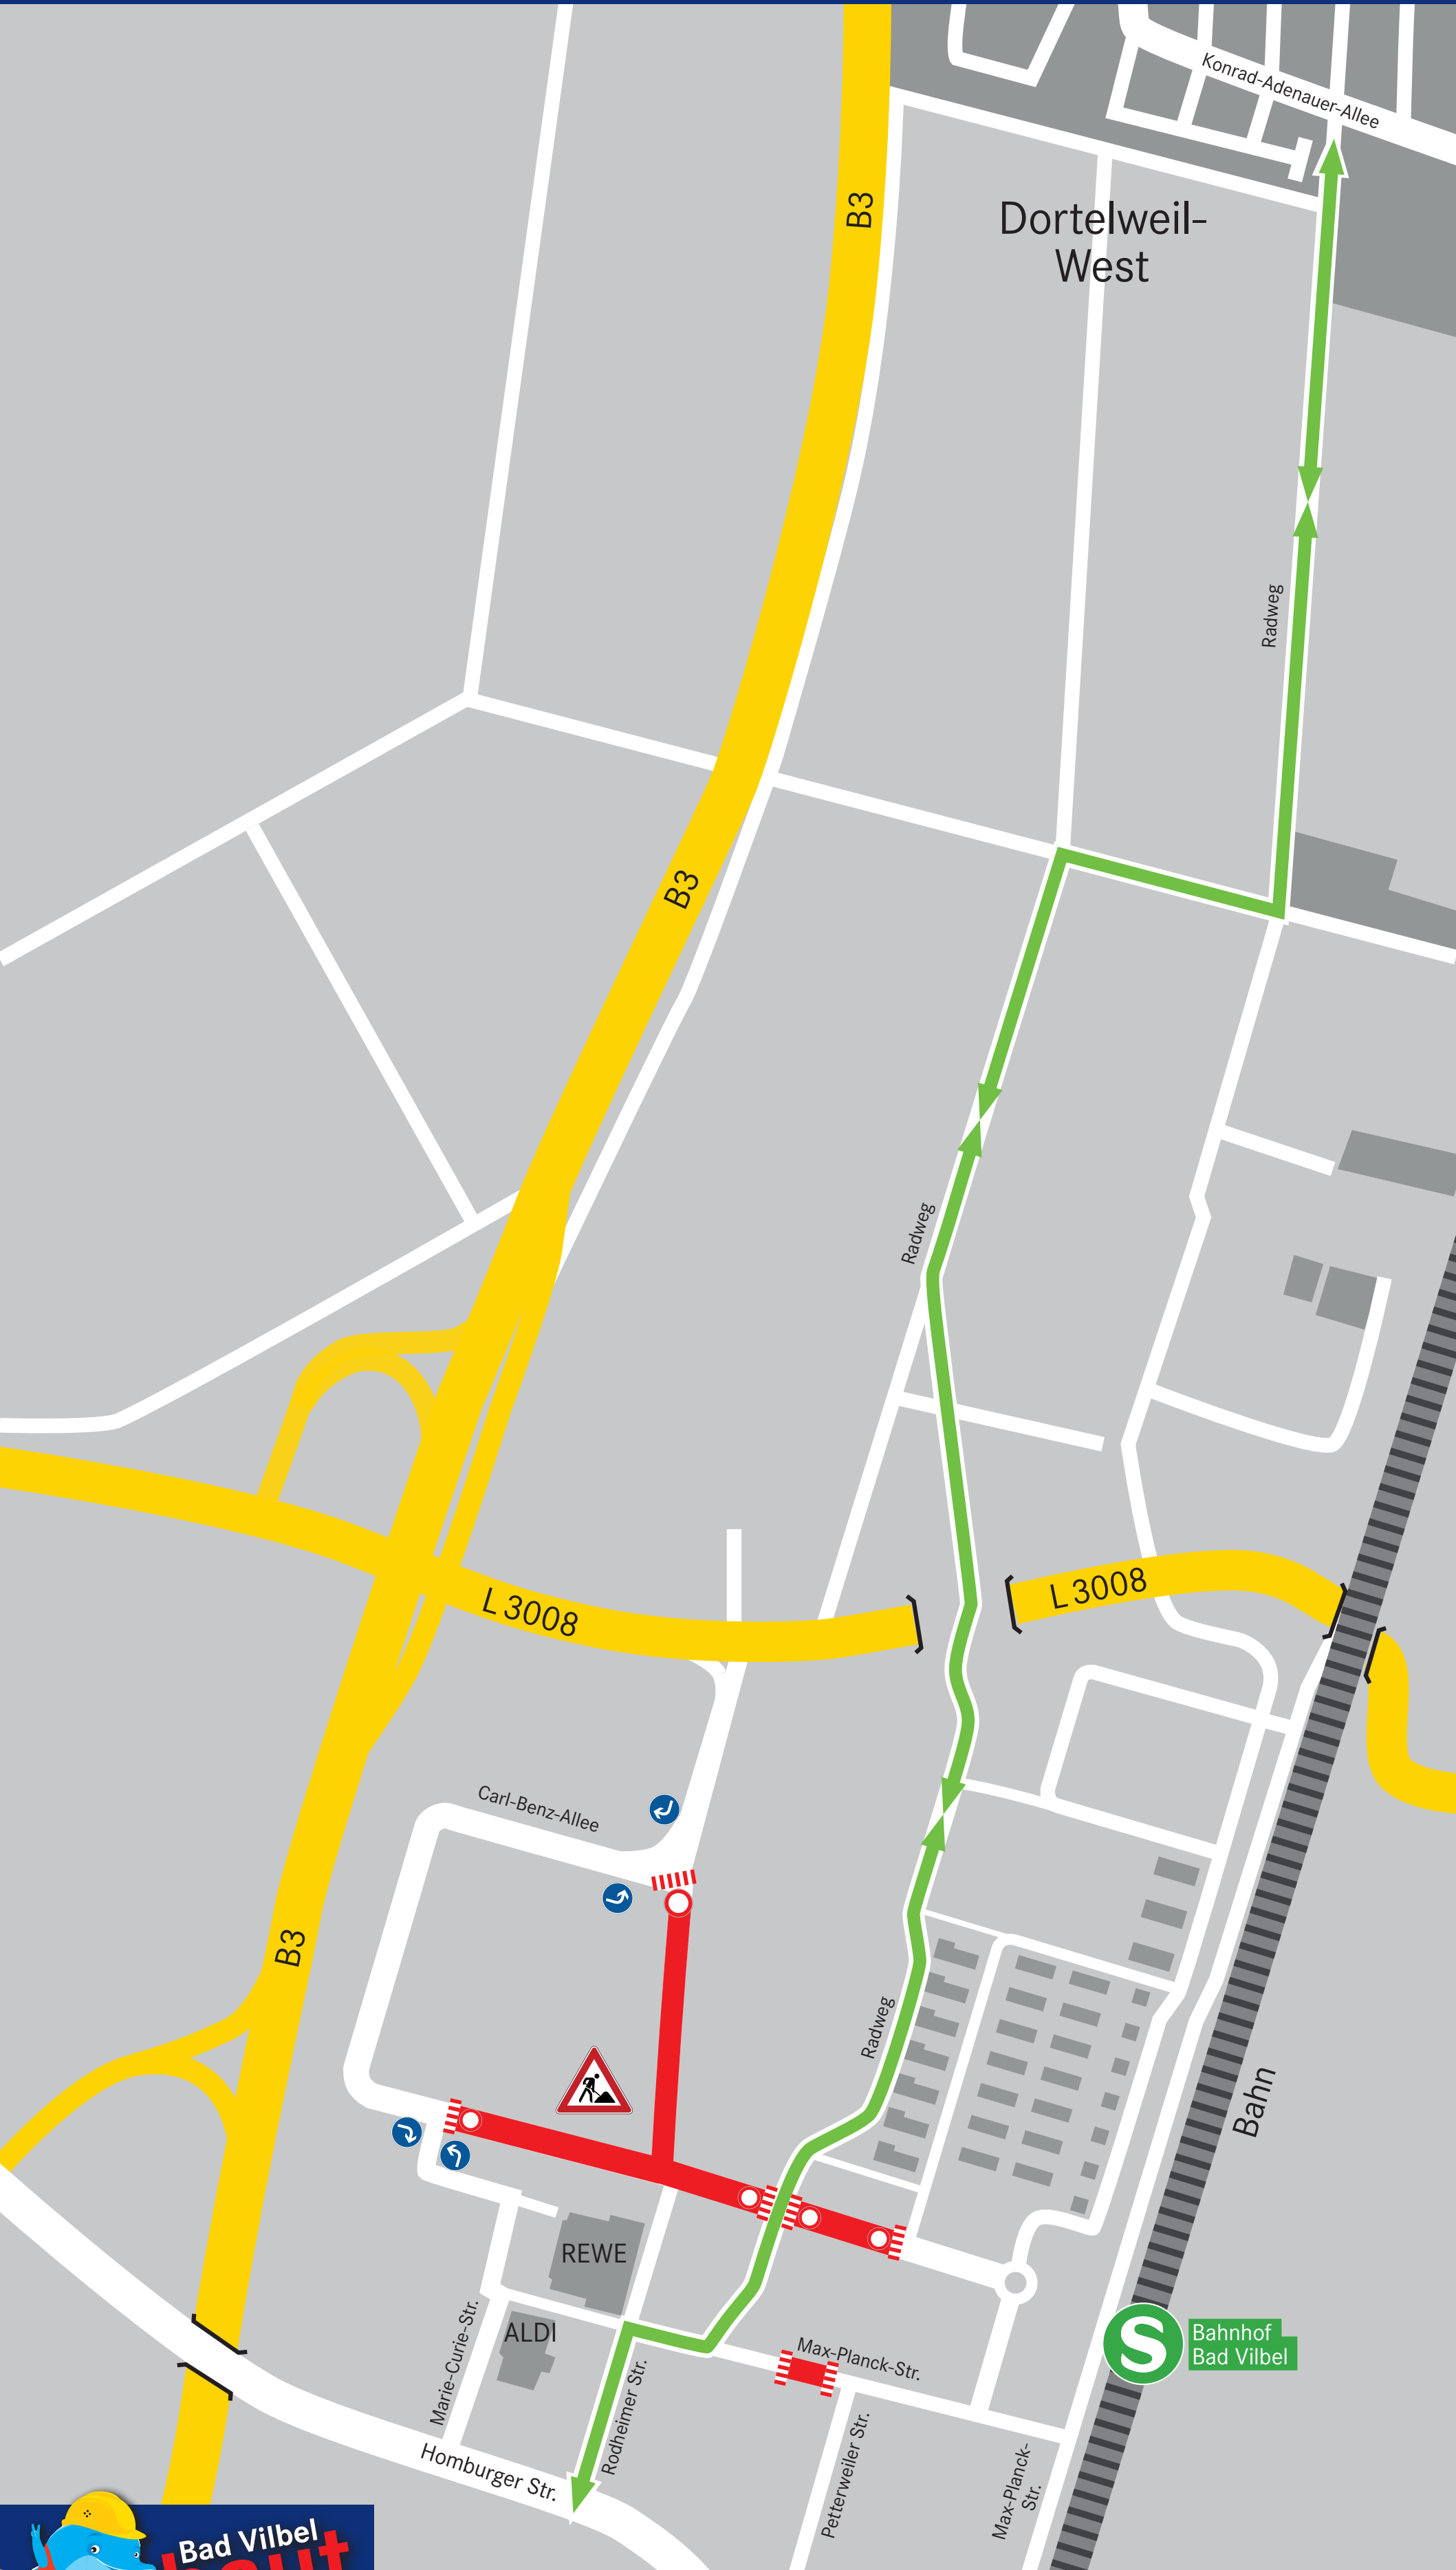 Konrad-Adenauer-Allee
B3
Dortelweil-
West
Radweg
B3
Radweg
L 3008
L 3008
Carl-Benz-Allee
B3
Radweg
Bahn
REWE
ALDI
S
Bahnhof
Bad Vilbel
Max-Planck-Str.
Marie-Curie-Str.
Rodheimer Str.
Petterweiler Str.
Max-Planck-
Str.
Homburger Str.
Bad Vilbel
baut